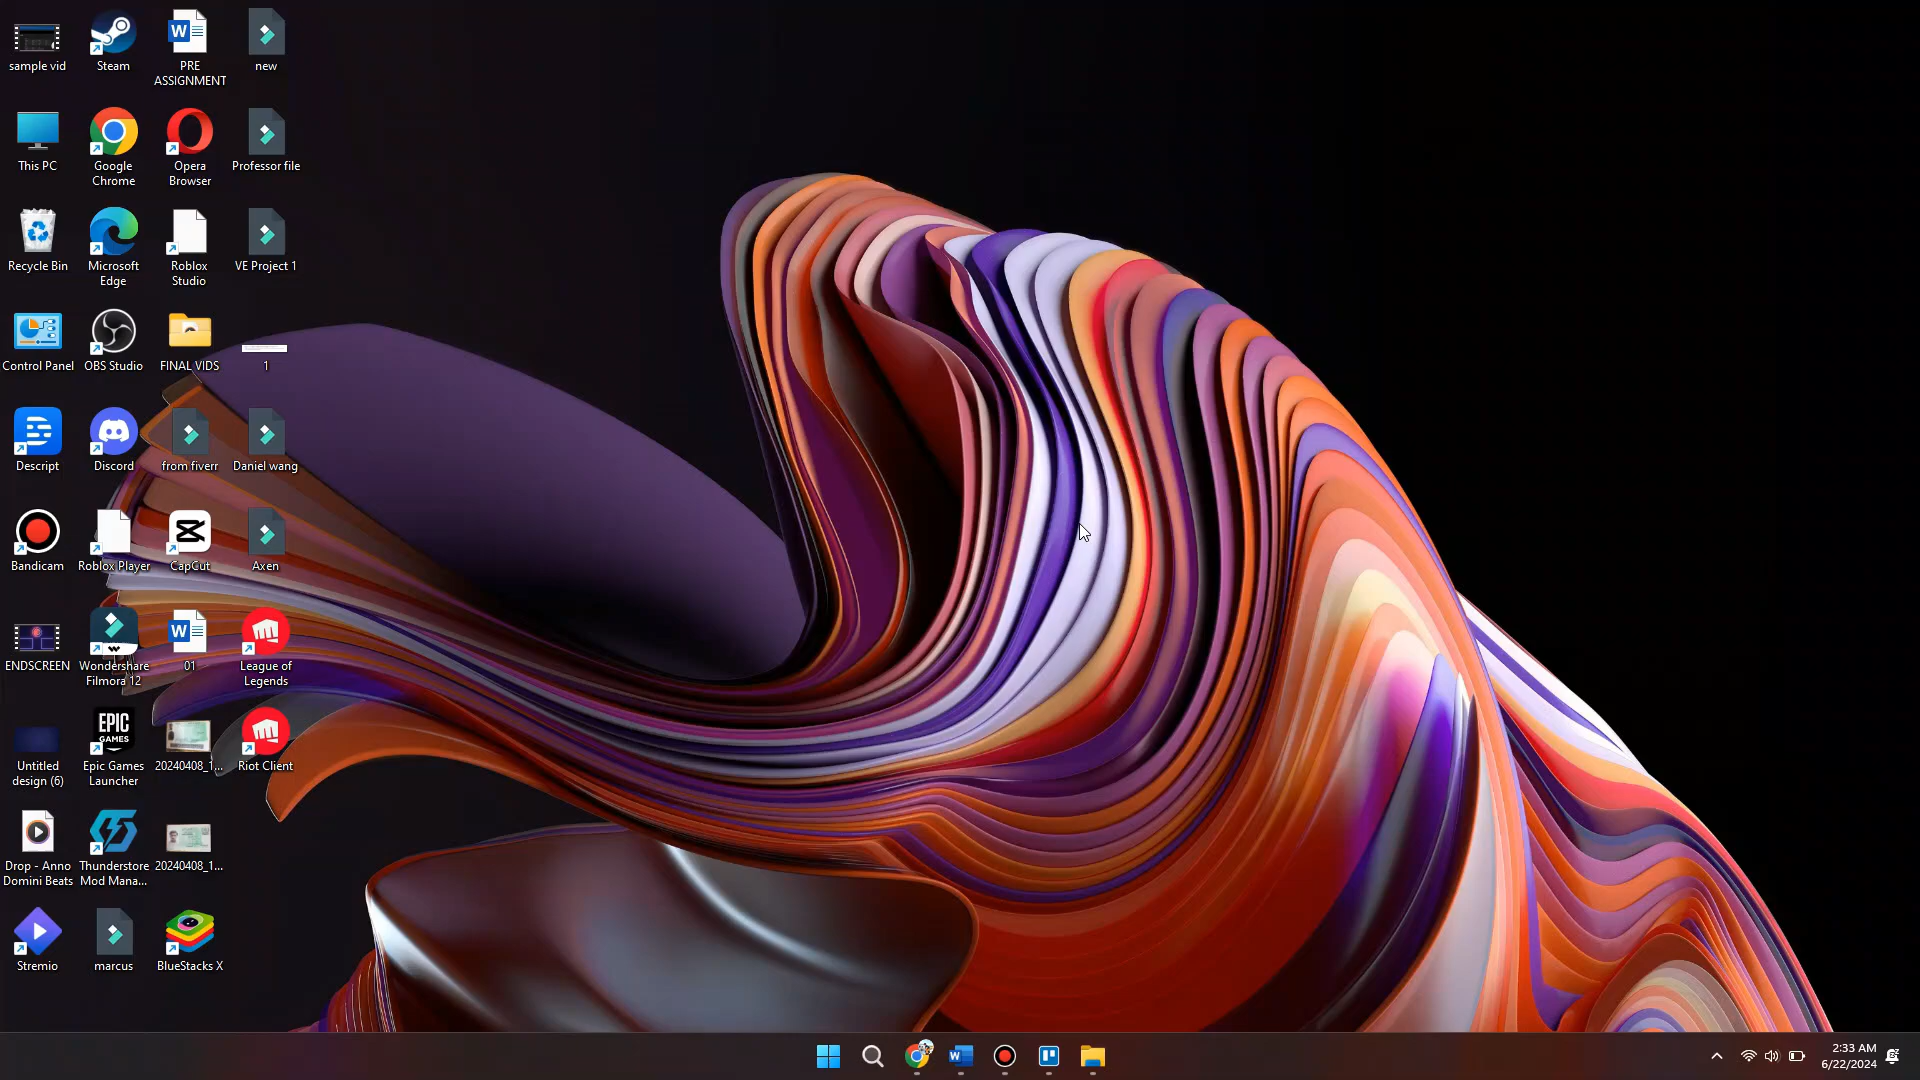 sample vid
Steam
PRE
ASSIGNMENT
new
This PC
Google
Chrome
Opera
Browser
Professor file
Recycle Bin
Microsoft
Edge
Roblox
Studio
VE Project 1
Control Panel
OBS Studio
FINAL VIDS
1
Descript
Discord
from fiverr
Daniel wang
Bandicam
Roblox Player
CapCut
Axen
ENDSCREEN
Wondershare
Filmora 12
01
League of
Legends
EPIC
GAMES
Untitled
design (6)
Epic Games
Launcher
20240408_1...
Riot Client
Drop - Anno
Domini Beats
Thunderstore
Mod Mana...
20240408_1...
Stremio
marcus
BlueStacks X
2:33 AM
6/22/2024